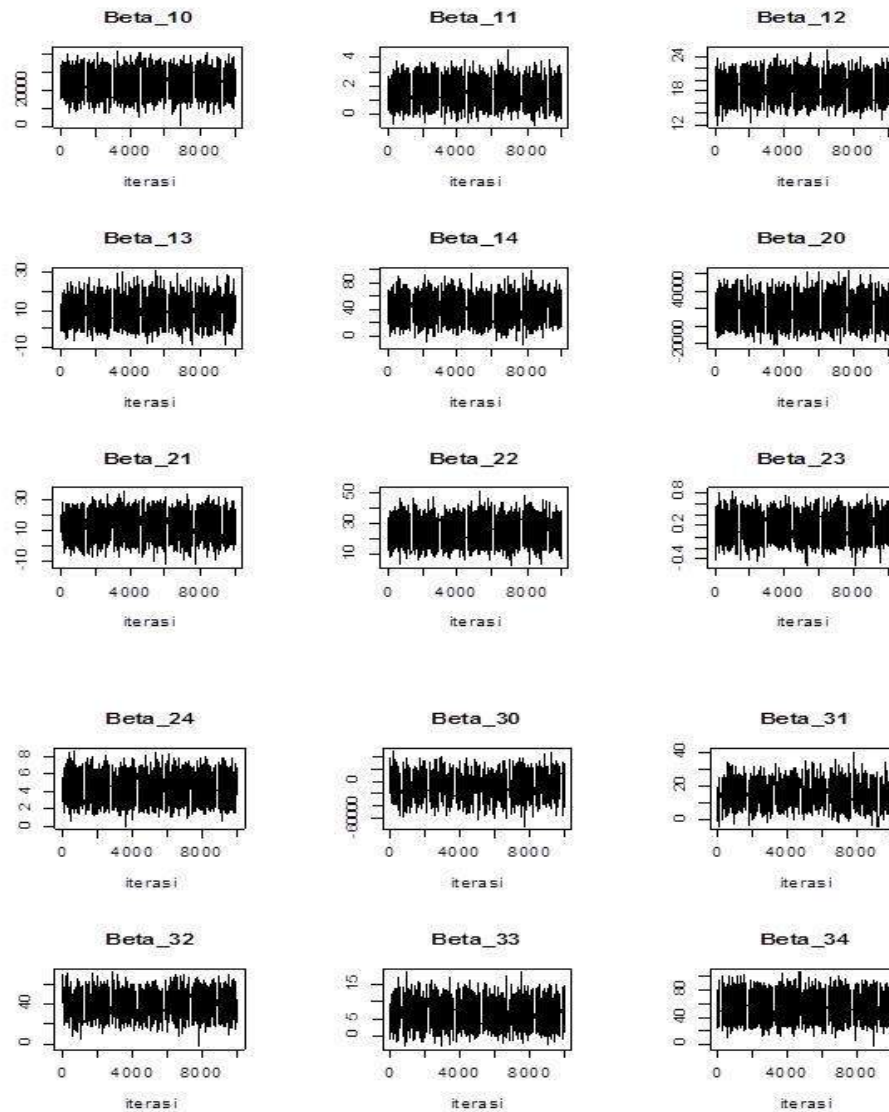 Beta_10
0 20000
0 4000 8000
iterasi
Beta_11
0 2 4
0 4000 8000
iterasi
Beta_12
12 18 24
0 4000 8000
iterasi
Beta_13
-10 10 30
0 4000 8000
iterasi
Beta_14
0 40 80
0 4000 8000
iterasi
Beta_20
-20000 40000
0 4000 8000
iterasi
Beta_21
-10 10 30
0 4000 8000
iterasi
Beta_22
10 30 50
0 4000 8000
iterasi
Beta_23
-0.4 0.2 0.8
0 4000 8000
iterasi
Beta_24
0 2 4 6 8
0 4000 8000
iterasi
Beta_30
-60000 0
0 4000 8000
iterasi
Beta_31
0 20 40
0 4000 8000
iterasi
Beta_32
0 40
0 4000 8000
iterasi
Beta_33
0 5 15
0 4000 8000
iterasi
Beta_34
0 40 80
0 4000 8000
iterasi